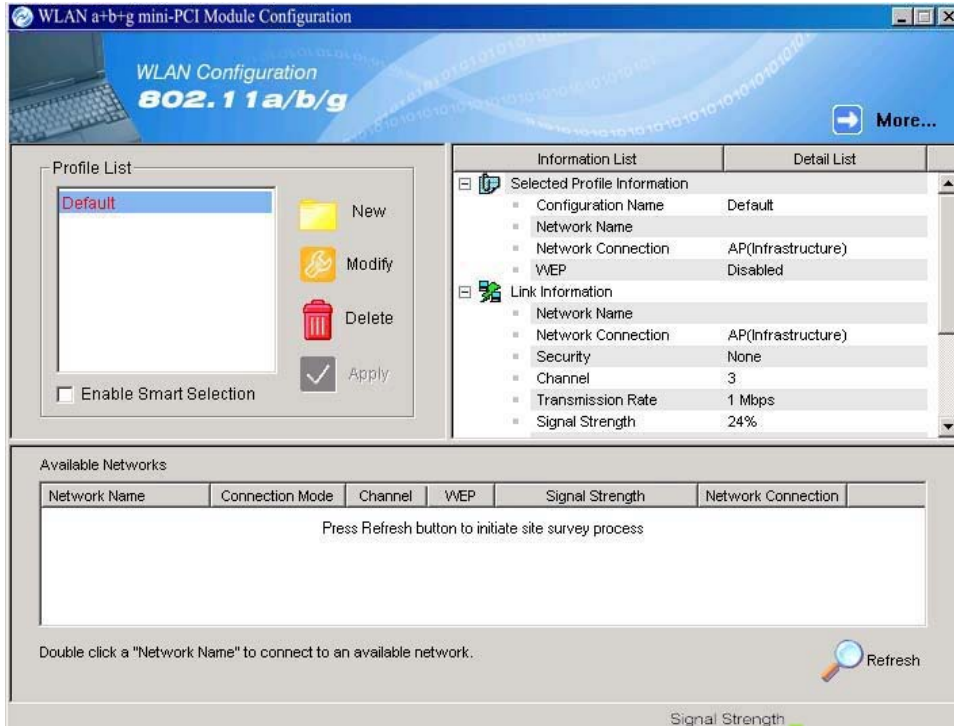 WLAN a+b+g mini-PCI Module Configuration
WLAN Configuration
802.11a/b/g
More...
Profile List
Default
New
Modify
Delete
Apply
Enable Smart Selection
Information List Detail List
Selected Profile Information
Configuration Name Default
Network Name
Network Connection AP(Infrastructure)
WEP Disabled
Link Information
Network Name
Network Connection AP(Infrastructure)
Security None
Channel 3
Transmission Rate 1 Mbps
Signal Strength 24%
Available Networks
Network Name Connection Mode Channel WEP Signal Strength Network Connection
Press Refresh button to initiate site survey process
Double click a "Network Name" to connect to an available network.
Refresh
Signal Strength